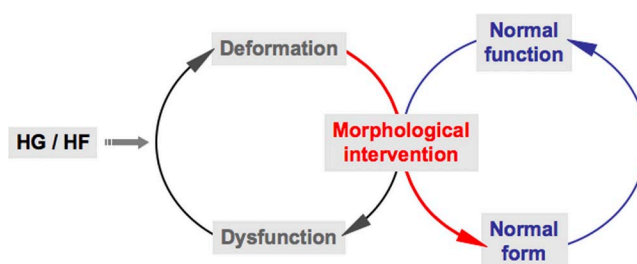 Deformation
Normal
function
HG / HF
Morphological
intervention
Dysfunction
Normal
form